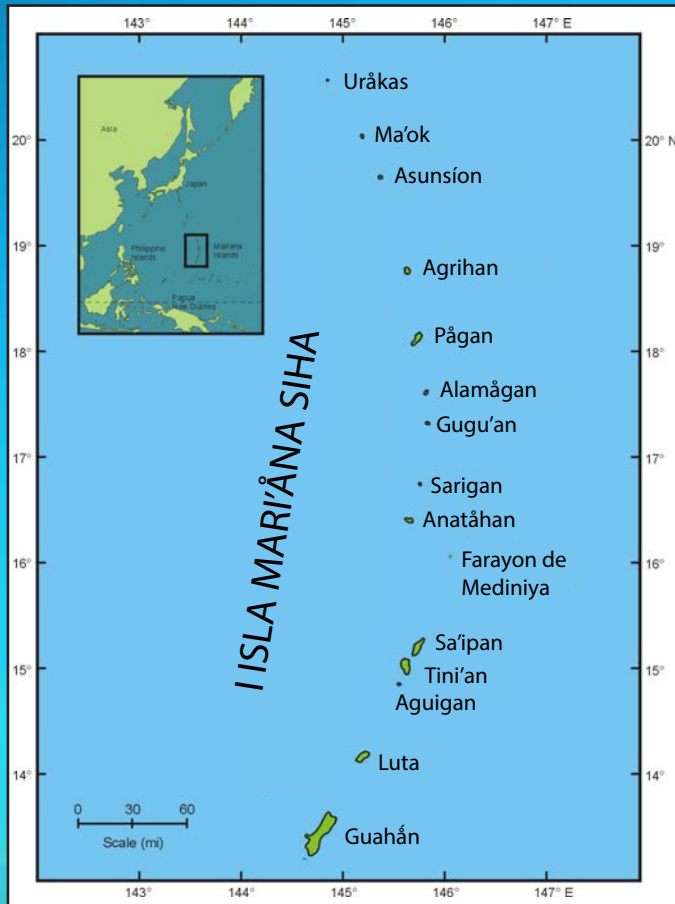 143°
144°
145°
146°
147° E
Uråkas
Asia
Ma'ok
20°
20° N
Asunsíon
Japan
19°
19°
Philippine
Islands
Mariana
Islands
Agrihan
Papua
New Guinea
Pågan
18°
18°
Alamågan
Gugu'an
I ISLA MARI'ÅNA SIHA
17°
17°
Sarigan
Anatåhan
16°
16°
Farayon de
Mediniya
Sa'ipan
15°
15°
Tini'an
Aguigan
Luta
14°
14°
0 30 60
Scale (mi)
Guahån
143°
144°
145°
146°
147° E